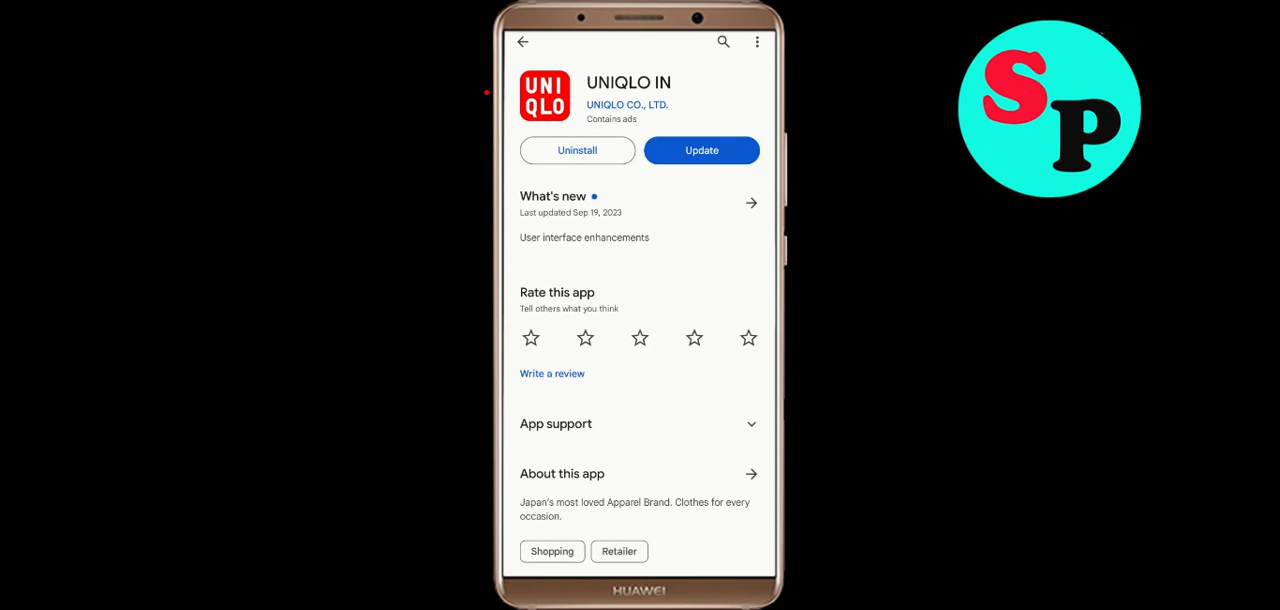 UNIQLO IN
UNI
QLO
UNIQLO CO., LTD.
Contains ads
Uninstall
Update
What's new
Last updated Sep 19, 2023
User interface enhancements
Rate this app
Tell others what you think
Write a review
App support
About this app
Japan's most loved Apparel Brand. Clothes for every
occasion.
Shopping
Retailer
HUAWEI
SP